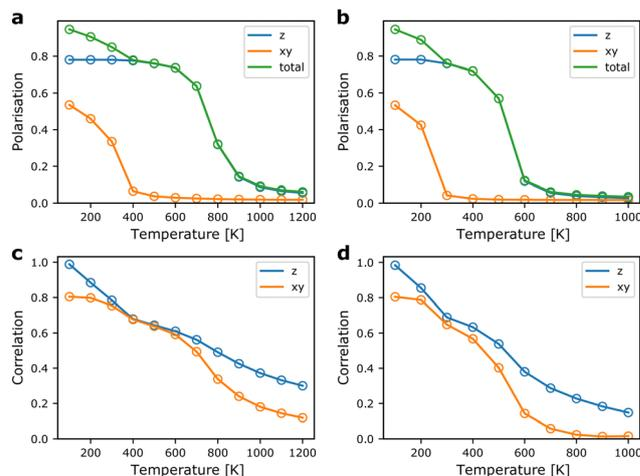 a
b
z
xy
total
z
xy
total
Polarisation
Polarisation
0.8
0.6
0.4
0.2
0.0
0.8
0.6
0.4
0.2
0.0
200 400 600 800 1000 1200
200 400 600 800 1000
Temperature [K]
Temperature [K]
c
d
z
xy
z
xy
Correlation
Correlation
1.0
0.8
0.6
0.4
0.2
0.0
1.0
0.8
0.6
0.4
0.2
0.0
200 400 600 800 1000 1200
200 400 600 800 1000
Temperature [K]
Temperature [K]